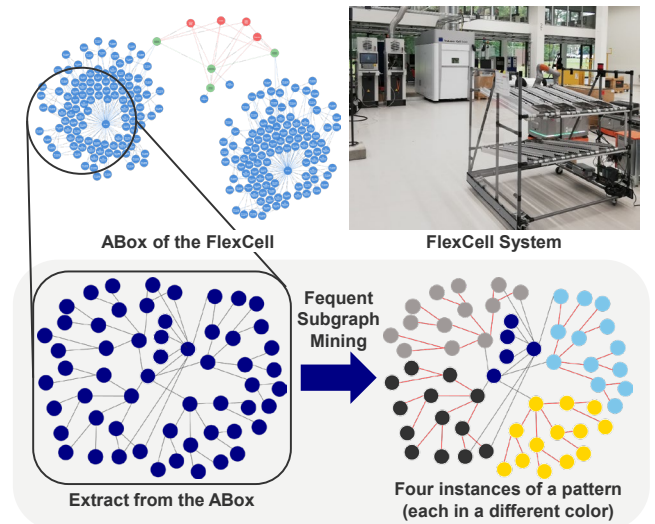 ABox of the FlexCell
FlexCell System
Fequent
Subgraph
Mining
Extract from the ABox
Four instances of a pattern
(each in a different color)